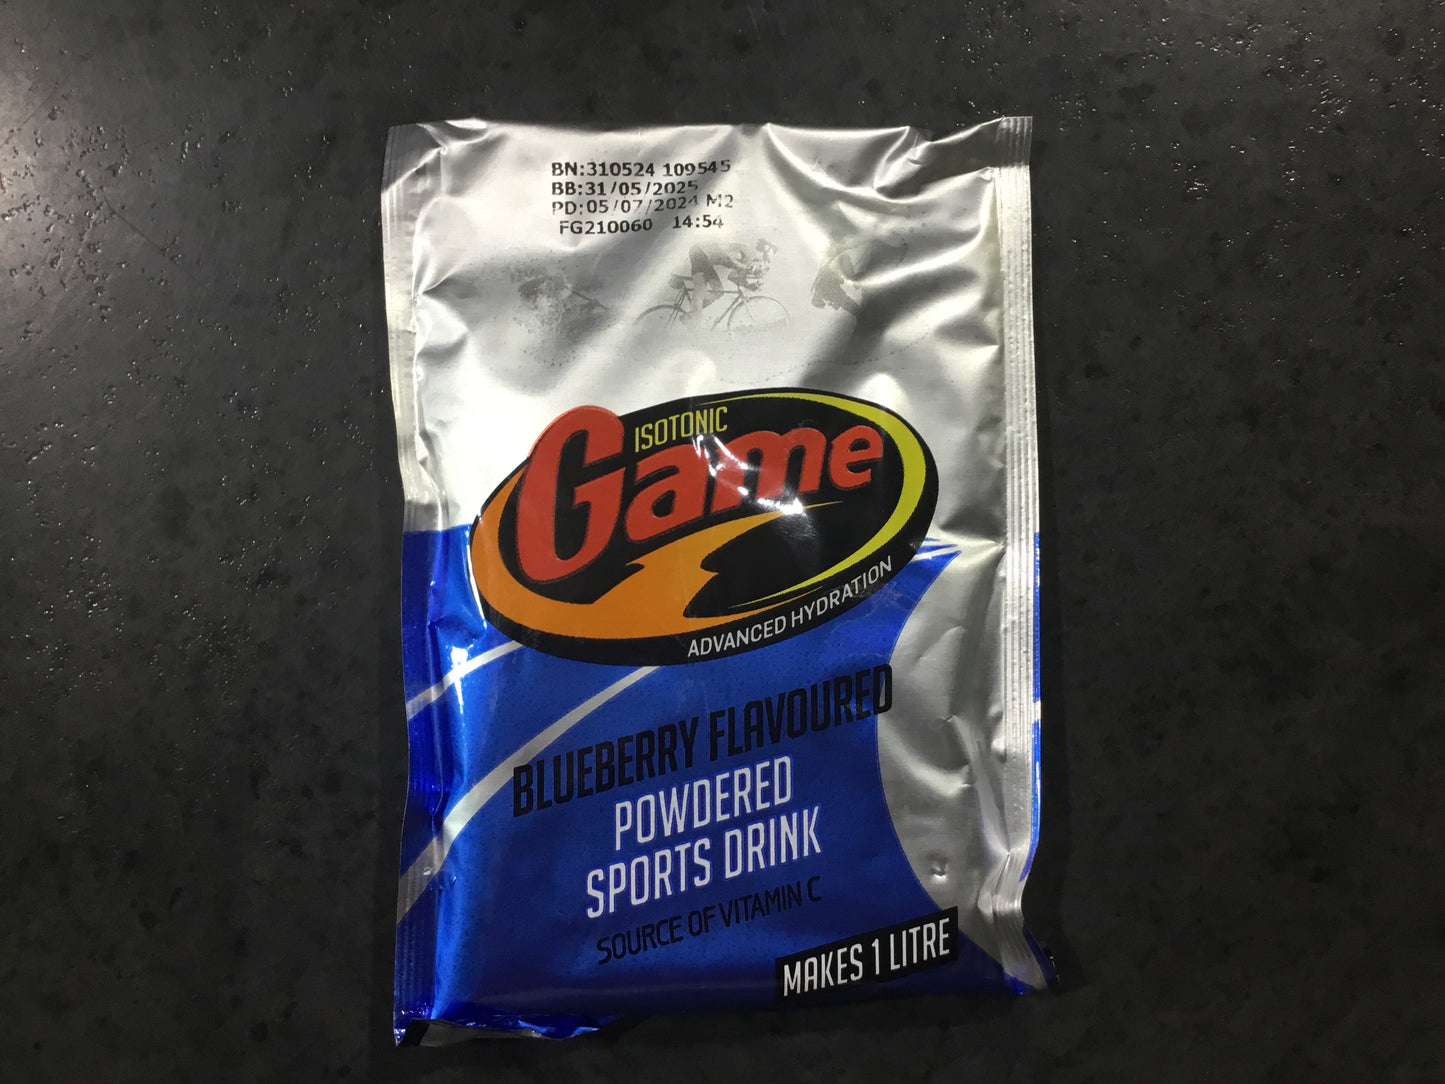 BN:310524 109545
BB:31/05/2025
PD:05/07/2024 M2
FG210060 14:54
ISOTONIC
Game
ADVANCED HYDRATION
BLUEBERRY FLAVOURED
POWDERED
SPORTS DRINK
SOURCE OF VITAMIN C
MAKES 1 LITRE